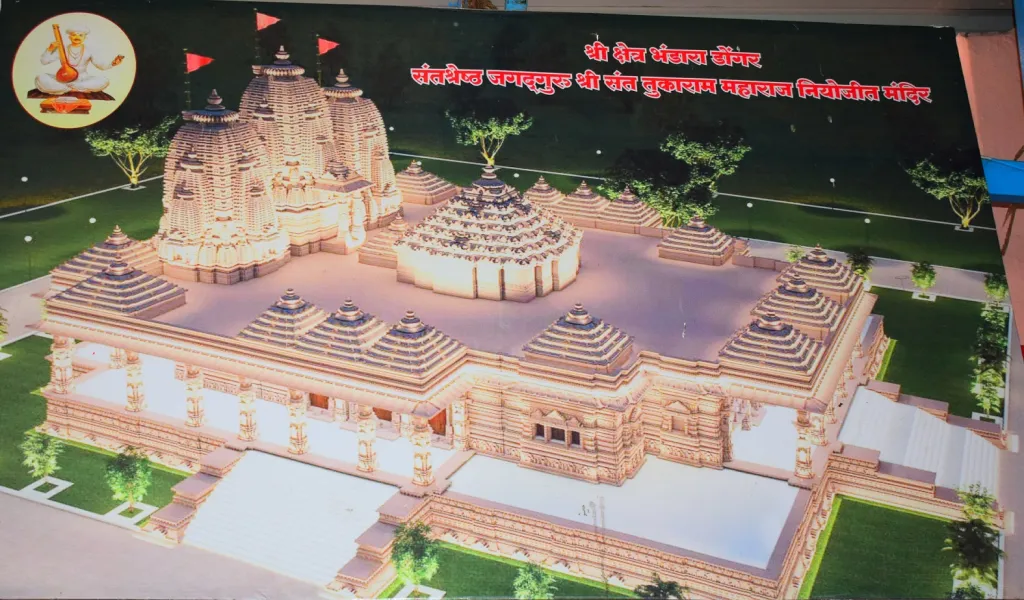 श्री क्षेत्र भंडारा डोंगर
संतश्रेष्ठ जगद्‌गुरू श्री संत तुकाराम महाराज नियोजीत मंदिर